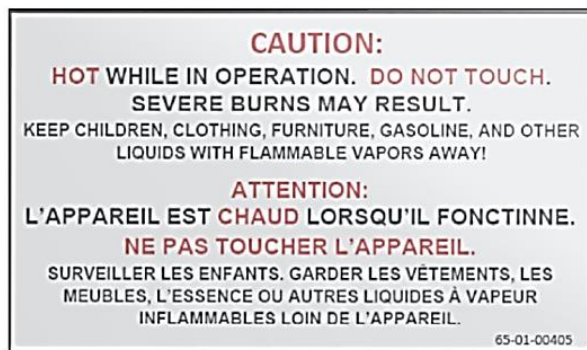 CAUTION:
HOT WHILE IN OPERATION. DO NOT TOUCH.
SEVERE BURNS MAY RESULT.
KEEP CHILDREN, CLOTHING, FURNITURE, GASOLINE, AND OTHER
LIQUIDS WITH FLAMMABLE VAPORS AWAY!
ATTENTION:
L'APPAREIL EST CHAUD LORSQU'IL FONCTINNE.
NE PAS TOUCHER L'APPAREIL.
SURVEILLER LES ENFANTS. GARDER LES VÊTEMENTS, LES
MEUBLES, L'ESSENCE OU AUTRES LIQUIDES À VAPEUR
INFLAMMABLES LOIN DE L'APPAREIL.
65-01-00405